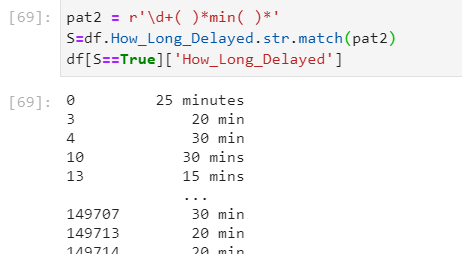 [69]: pat2 = r'\d+( )*min( )*'
S=df.How_Long_Delayed.str.match(pat2)
df[S==True]['How_Long_Delayed']
[69]: 0 25 minutes
3 20 min
4 30 min
10 30 mins
13 15 mins
...
149707 30 min
149713 20 min
149714 20 min